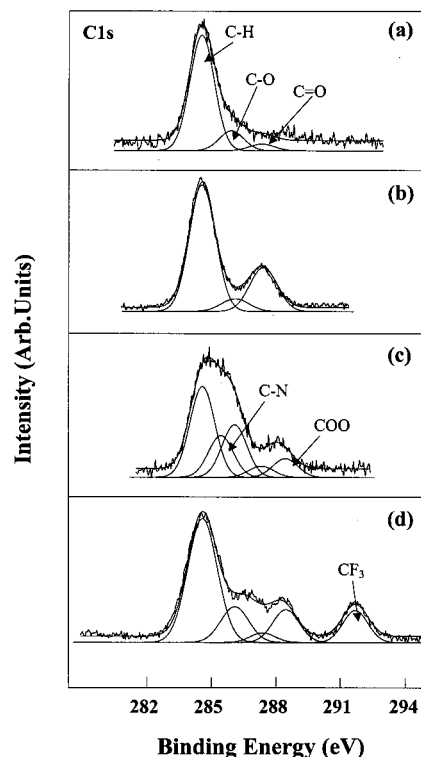 C1s
(a)
C-H
C-O
C=O
(b)
(c)
C-N
COO
(d)
CF3
Intensity (Arb.Units)
282 285 288 291 294
Binding Energy (eV)